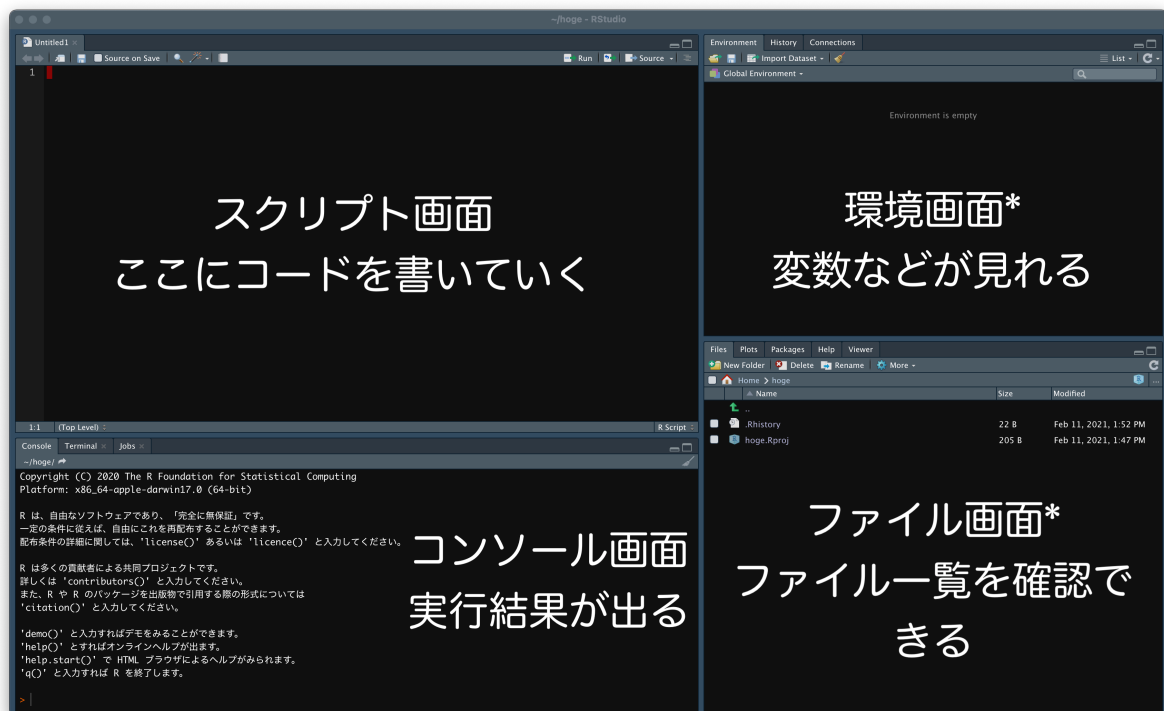 ~/hoge - RStudio
Untitled1
Source on Save
Run
Source
1
スクリプト画面
ここにコードを書いていく
1:1 (Top Level)
R Script
Environment History Connections
Import Dataset
List
Global Environment
Environment is empty
環境画面*
変数などが見れる
Files Plots Packages Help Viewer
New Folder Delete Rename More
Home hoge
Name Size Modified
..
.Rhistory 22 B Feb 11, 2021, 1:52 PM
hoge.Rproj 205 B Feb 11, 2021, 1:47 PM
ファイル画面*
ファイル一覧を確認で
きる
Console Terminal Jobs
~/hoge/
Copyright (C) 2020 The R Foundation for Statistical Computing
Platform: x86_64-apple-darwin17.0 (64-bit)
R は、自由なソフトウェアであり、「完全に無保証」です。
一定の条件に従えば、自由にこれを再配布することができます。
配布条件の詳細に関しては、'license()' あるいは 'licence()' と入力してください。
R は多くの貢献者による共同プロジェクトです。
詳しくは 'contributors()' と入力してください。
また、R や R のパッケージを出版物で引用する際の形式については
'citation()' と入力してください。
'demo()' と入力すればデモをみることができます。
'help()' とすればオンラインヘルプが出ます。
'help.start()' で HTML ブラウザによるヘルプがみられます。
'q()' と入力すれば R を終了します。
>
コンソール画面
実行結果が出る